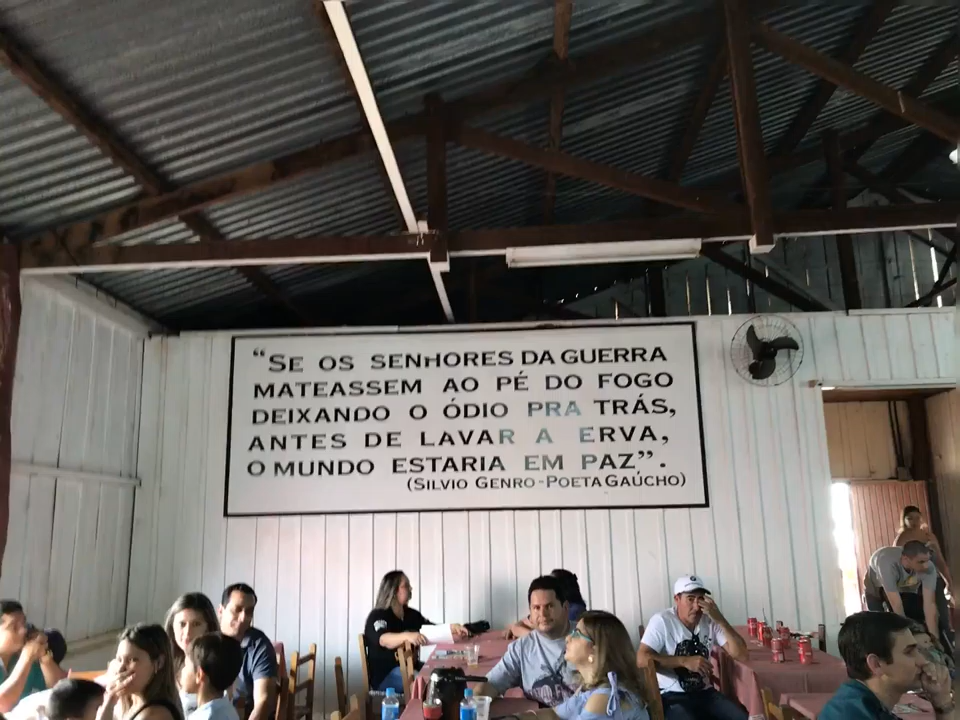 “SE OS SENHORES DA GUERRA
MATEASSEM AO PÉ DO FOGO
DEIXANDO O ÓDIO PRA TRÁS,
ANTES DE LAVAR A ERVA,
O MUNDO ESTARIA EM PAZ”.
(SILVIO GENRO-POETA GAÚCHO)